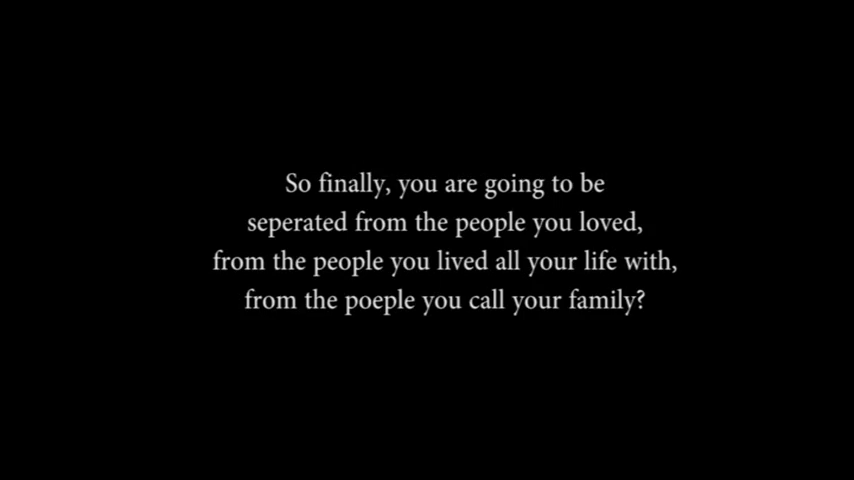 So finally, you are going to be
seperated from the people you loved,
from the people you lived all your life with,
from the poeple you call your family?